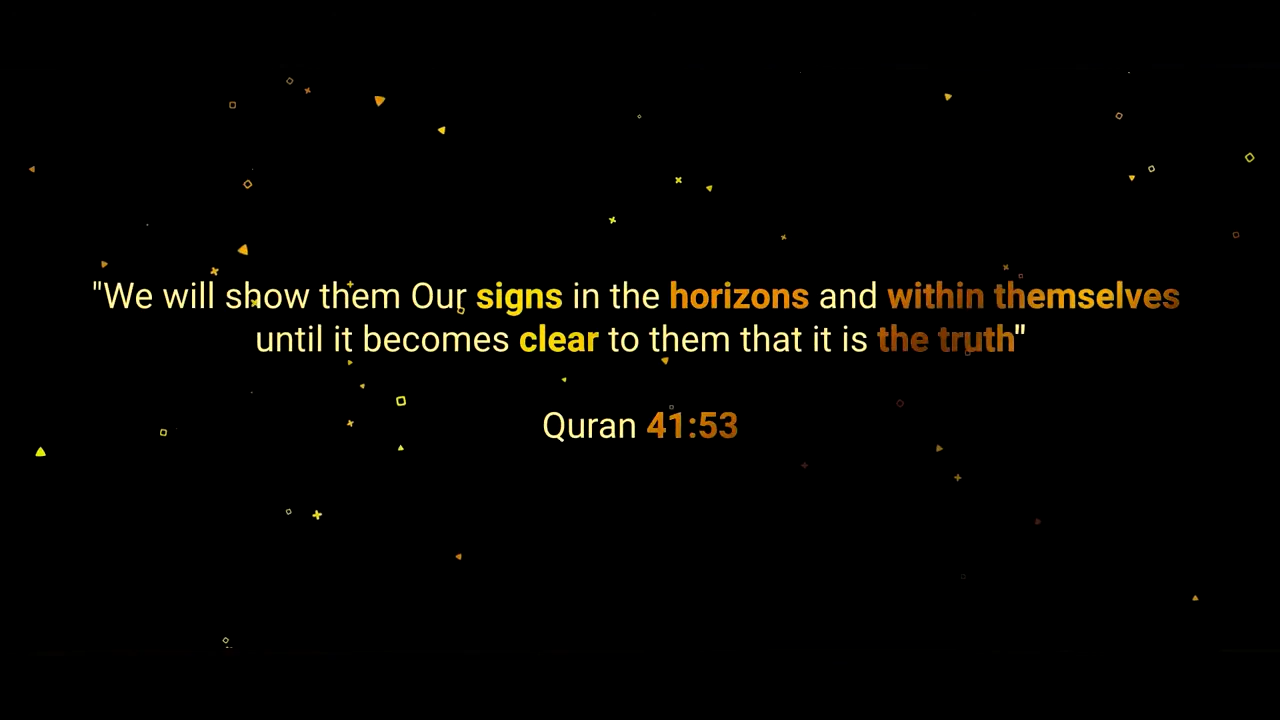 "We will show them Our signs in the horizons and within themselves
until it becomes clear to them that it is the truth"
Quran 41:53